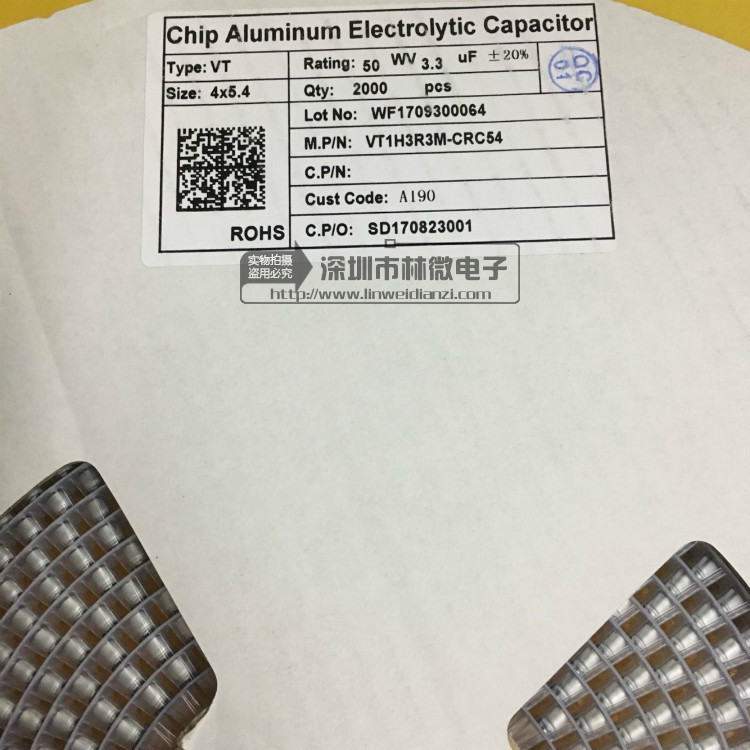 Chip Aluminum Electrolytic Capacitor
Type: VT
Rating: 50 WV 3.3 uF ±20%
Size: 4x5.4
Qty: 2000 pcs
Lot No: WF1709300064
M.P/N: VT1H3R3M-CRC54
C.P/N:
Cust Code: A190
ROHS
C.P/O: SD170823001
实物拍摄
盗用必究
深圳市林微电子
http://www.linweidianzi.com